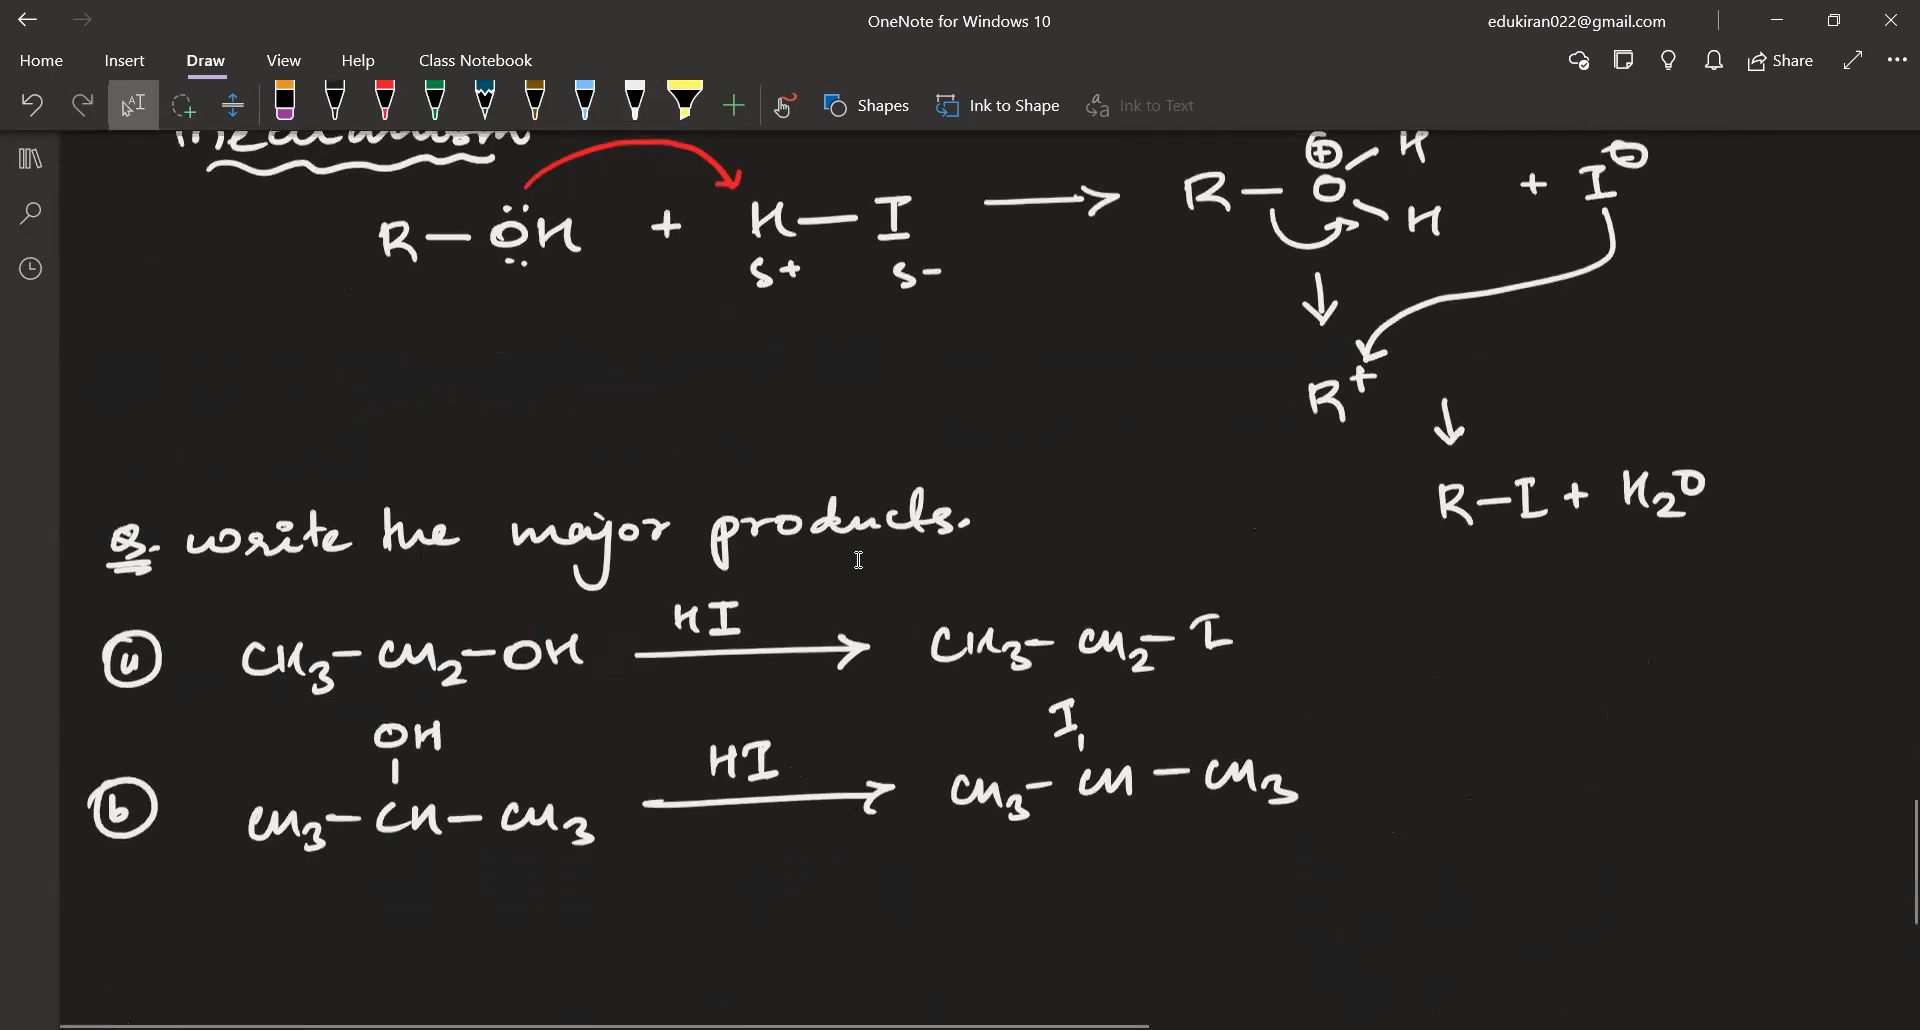 OneNote for Windows 10
edukiran022@gmail.com
Home Insert Draw View Help Class Notebook
Share
Shapes Ink to Shape Ink to Text
Mechanism
R—ÖH + H—I ⟶ R—O⊕ H H + I⊖
δ+ δ−
↓
R+
↓
R—I + H2O
Q. write the major products.
(a) CH3—CH2—OH HI ⟶ CH3—CH2—I
OH I
(b) CH3—CH—CH3 HI ⟶ CH3—CH—CH3